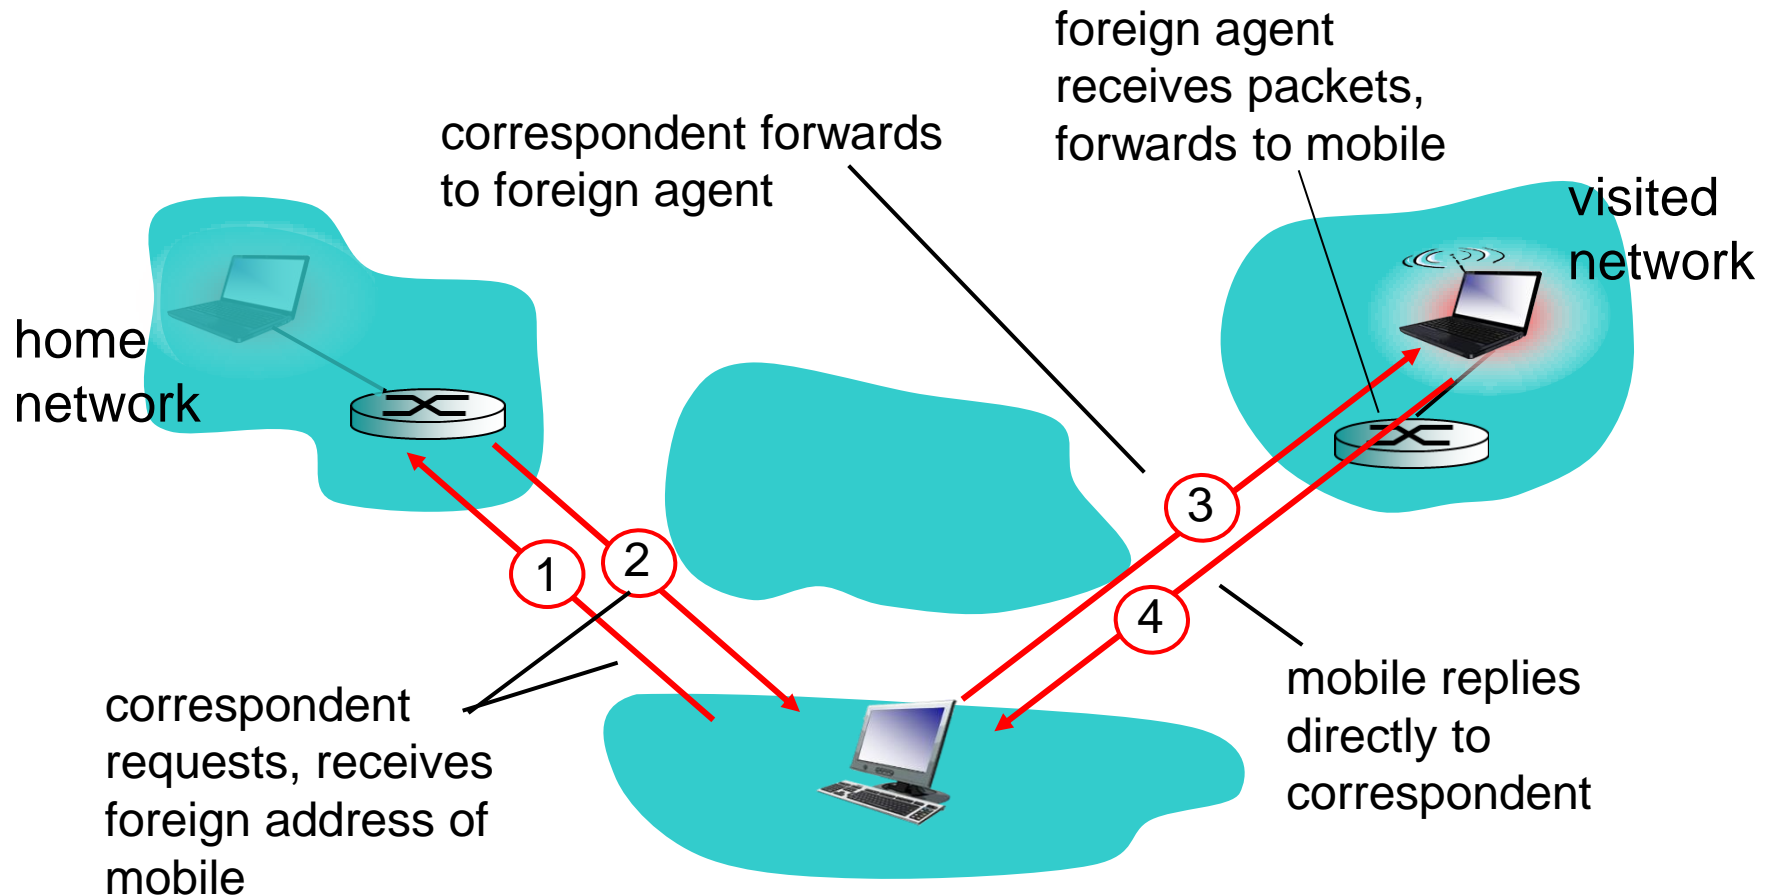 foreign agent
receives packets,
forwards to mobile
correspondent forwards
to foreign agent
visited
network
home
network
3
2
1
4
correspondent
requests, receives
foreign address of
mobile
mobile replies
directly to
correspondent